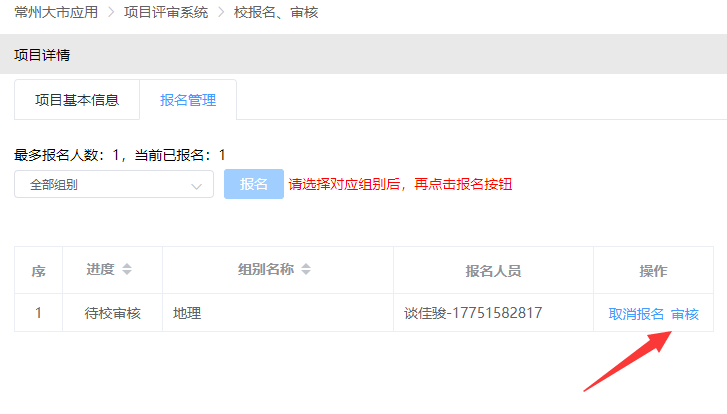 常州大市应用 > 项目评审系统 > 校报名、审核
项目详情
项目基本信息 报名管理
最多报名人数：1，当前已报名：1
全部组别 报名 请选择对应组别后，再点击报名按钮
序 进度 组别名称 报名人员 操作
1 待校审核 地理 谈佳骏-17751582817 取消报名 审核